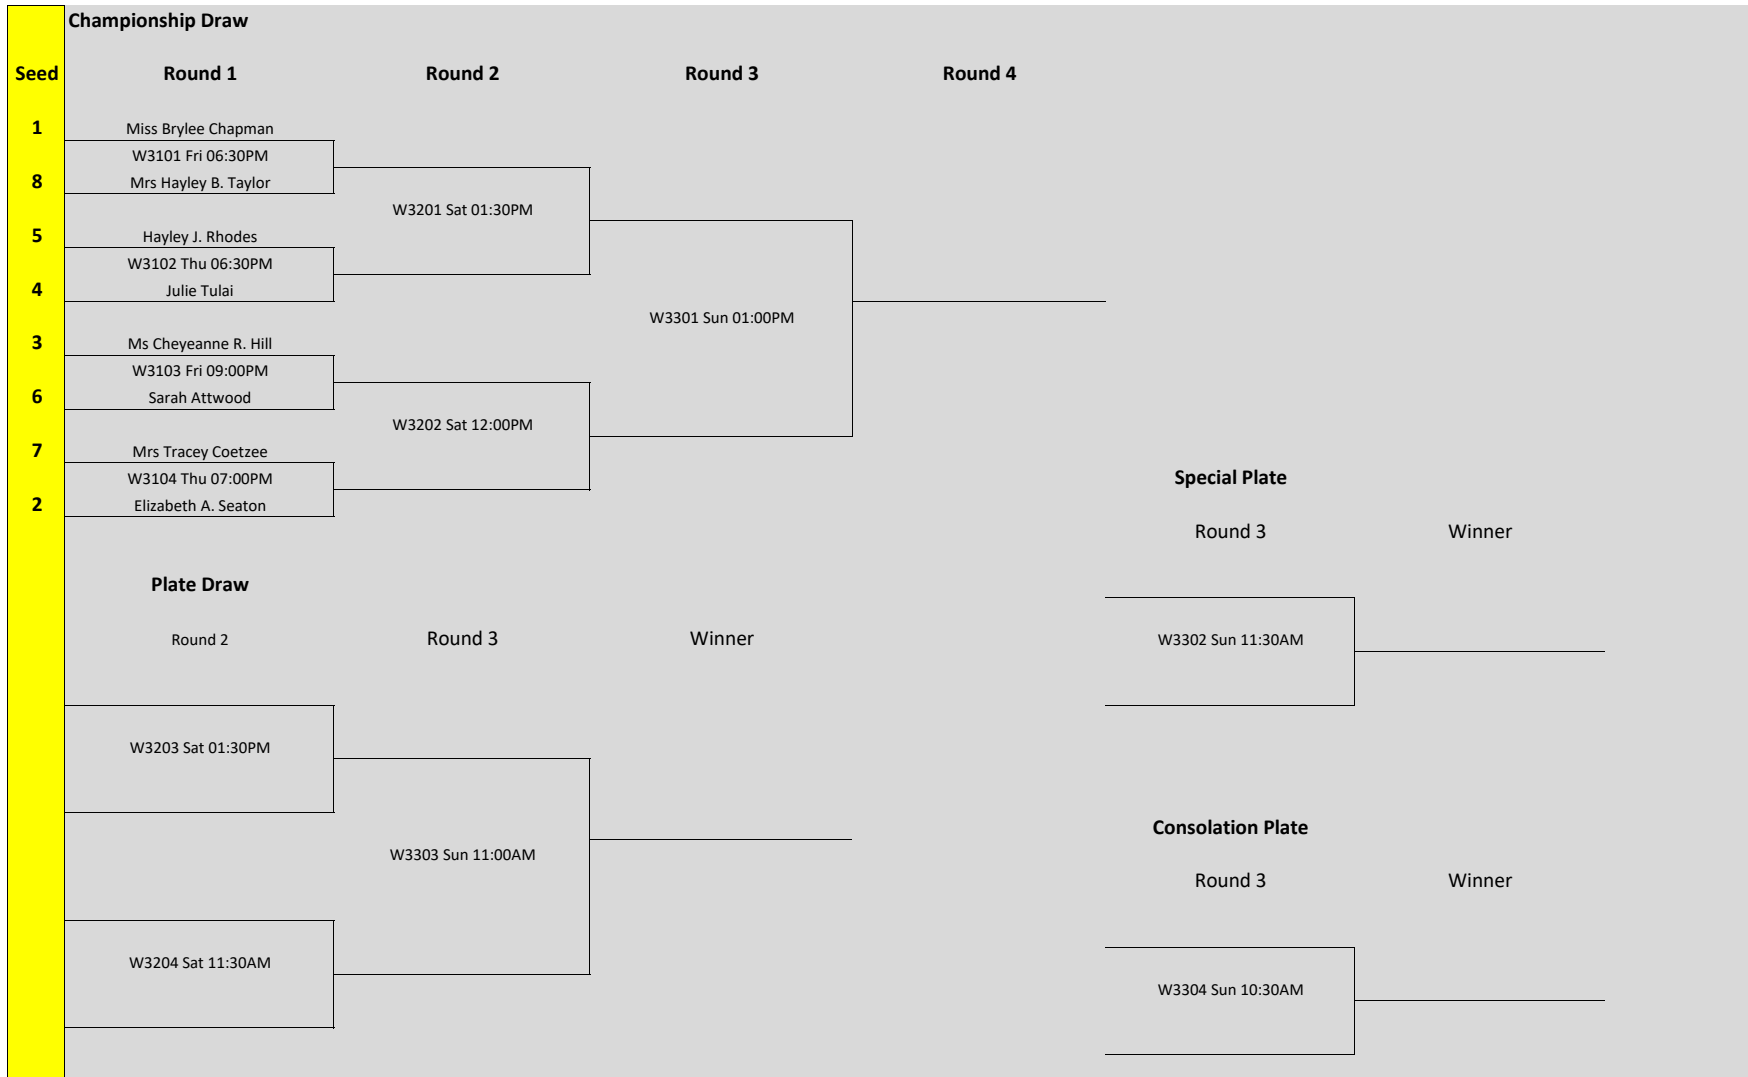 Championship Draw
Seed Round 1 Round 2 Round 3 Round 4
1 Miss Brylee Chapman
W3101 Fri 06:30PM
8 Mrs Hayley B. Taylor
W3201 Sat 01:30PM
5 Hayley J. Rhodes
W3102 Thu 06:30PM
4 Julie Tulai
W3301 Sun 01:00PM
3 Ms Cheyeanne R. Hill
W3103 Fri 09:00PM
6 Sarah Attwood
W3202 Sat 12:00PM
7 Mrs Tracey Coetzee
W3104 Thu 07:00PM
2 Elizabeth A. Seaton
Special Plate
Round 3 Winner
W3302 Sun 11:30AM
Plate Draw
Round 2 Round 3 Winner
W3203 Sat 01:30PM
W3303 Sun 11:00AM
W3204 Sat 11:30AM
Consolation Plate
Round 3 Winner
W3304 Sun 10:30AM